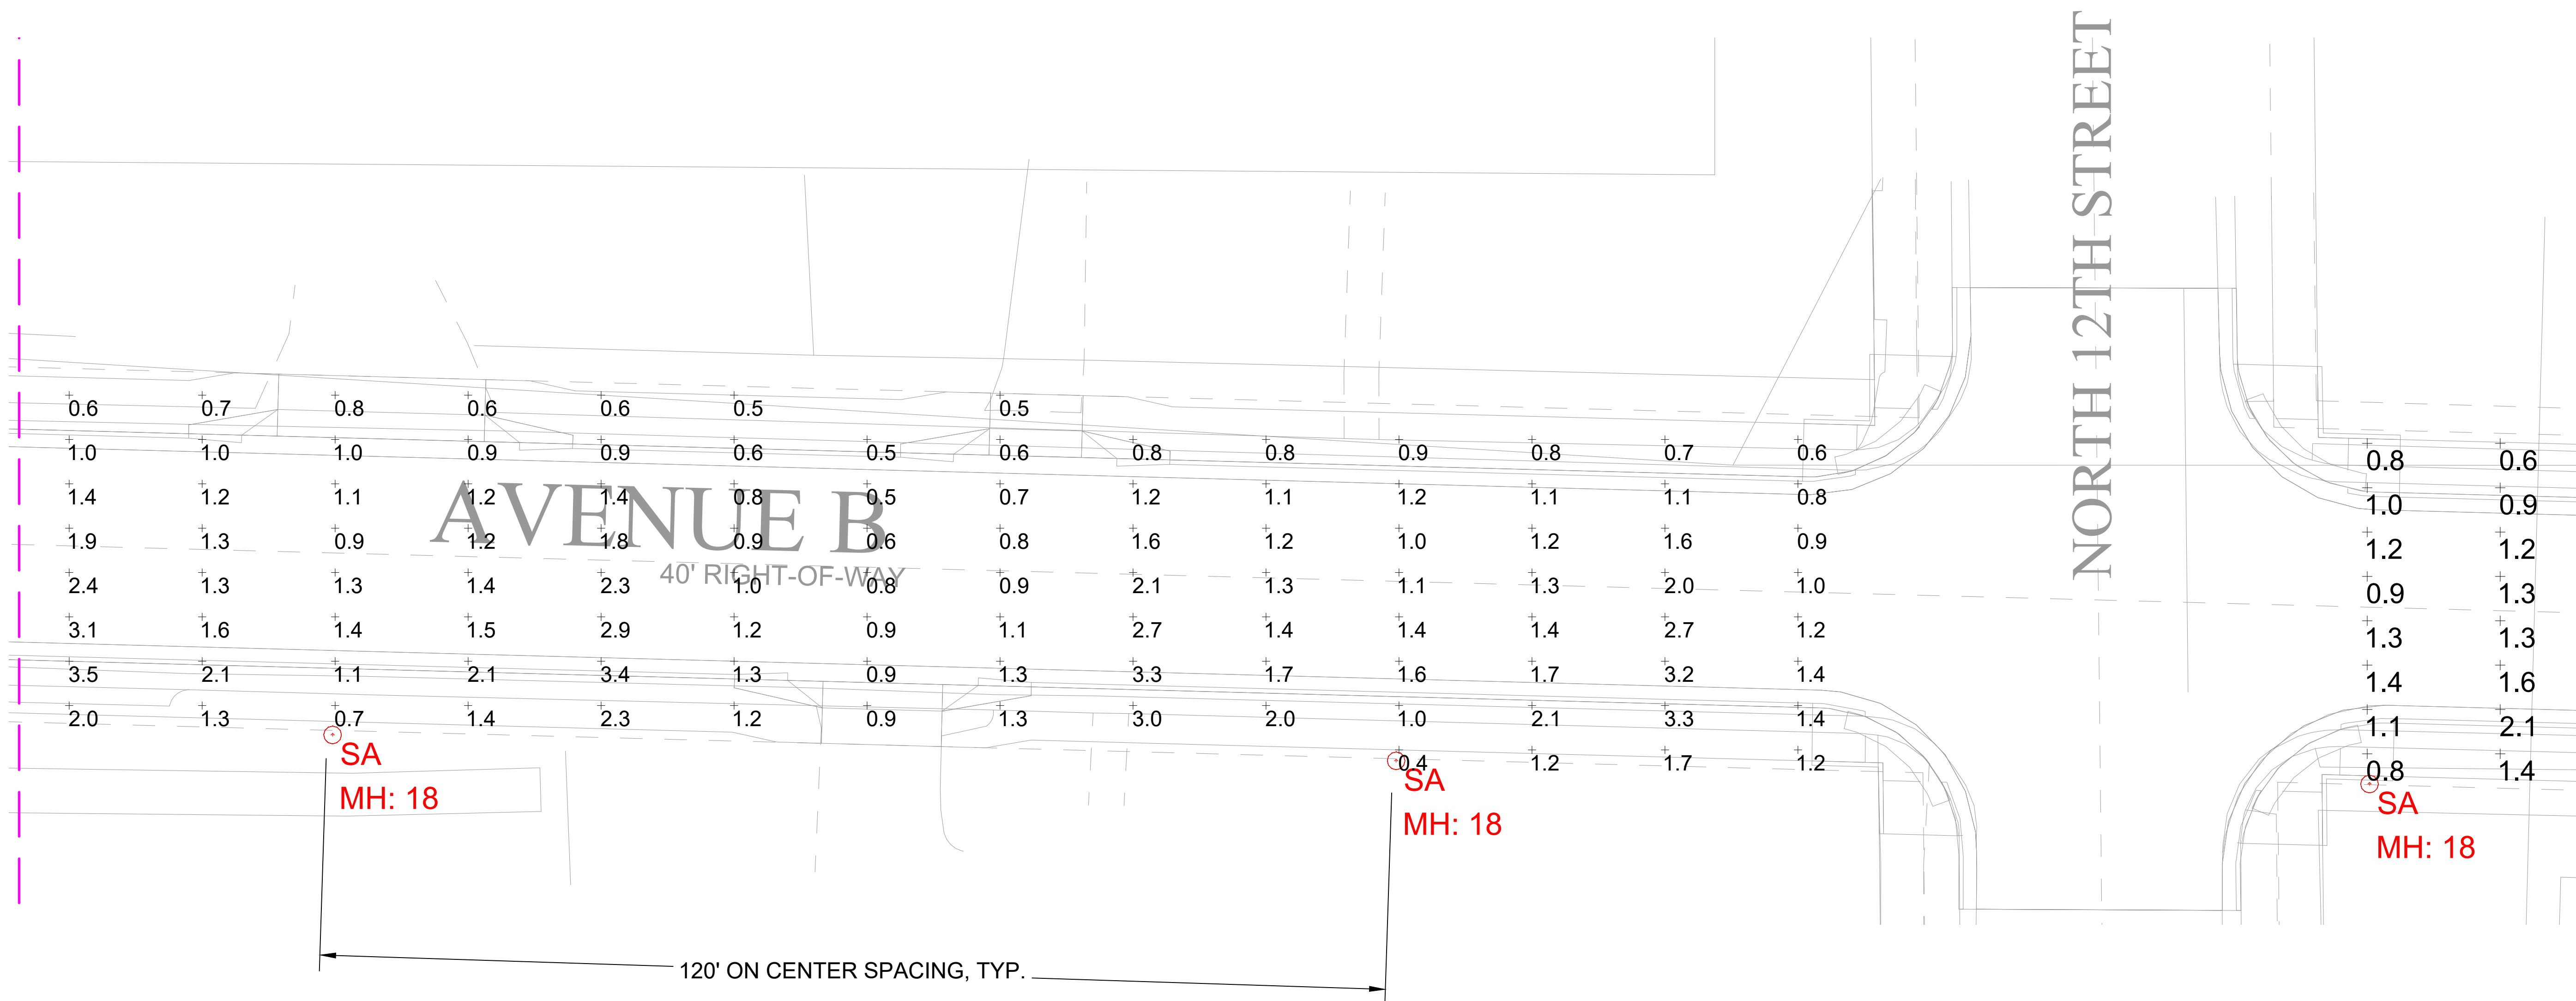 NORTH 12TH STREET
0.6 0.7 0.8 0.6 0.6 0.5 0.5
1.0 1.0 1.0 0.9 0.9 0.6 0.5 0.6 0.8 0.8 0.9 0.8 0.7 0.6 0.8 0.6
1.4 1.2 1.1 1.2 1.4 0.8 0.5 0.7 1.2 1.1 1.2 1.1 1.1 0.8 1.0 0.9
AVENUE B
1.9 1.3 0.9 1.2 1.8 0.9 0.6 0.8 1.6 1.2 1.0 1.2 1.6 0.9 1.2 1.2
40' RIGHT-OF-WAY
2.4 1.3 1.3 1.4 2.3 1.0 0.8 0.9 2.1 1.3 1.1 1.3 2.0 1.0 0.9 1.3
3.1 1.6 1.4 1.5 2.9 1.2 0.9 1.1 2.7 1.4 1.4 1.4 2.7 1.2 1.3 1.3
3.5 2.1 1.1 2.1 3.4 1.3 0.9 1.3 3.3 1.7 1.6 1.7 3.2 1.4 1.4 1.6
2.0 1.3 0.7 1.4 2.3 1.2 0.9 1.3 3.0 2.0 1.0 2.1 3.3 1.4 1.1 2.1
0.4 1.2 1.7 1.2 0.8 1.4
SA
MH: 18
SA
MH: 18
SA
MH: 18
120' ON CENTER SPACING, TYP.